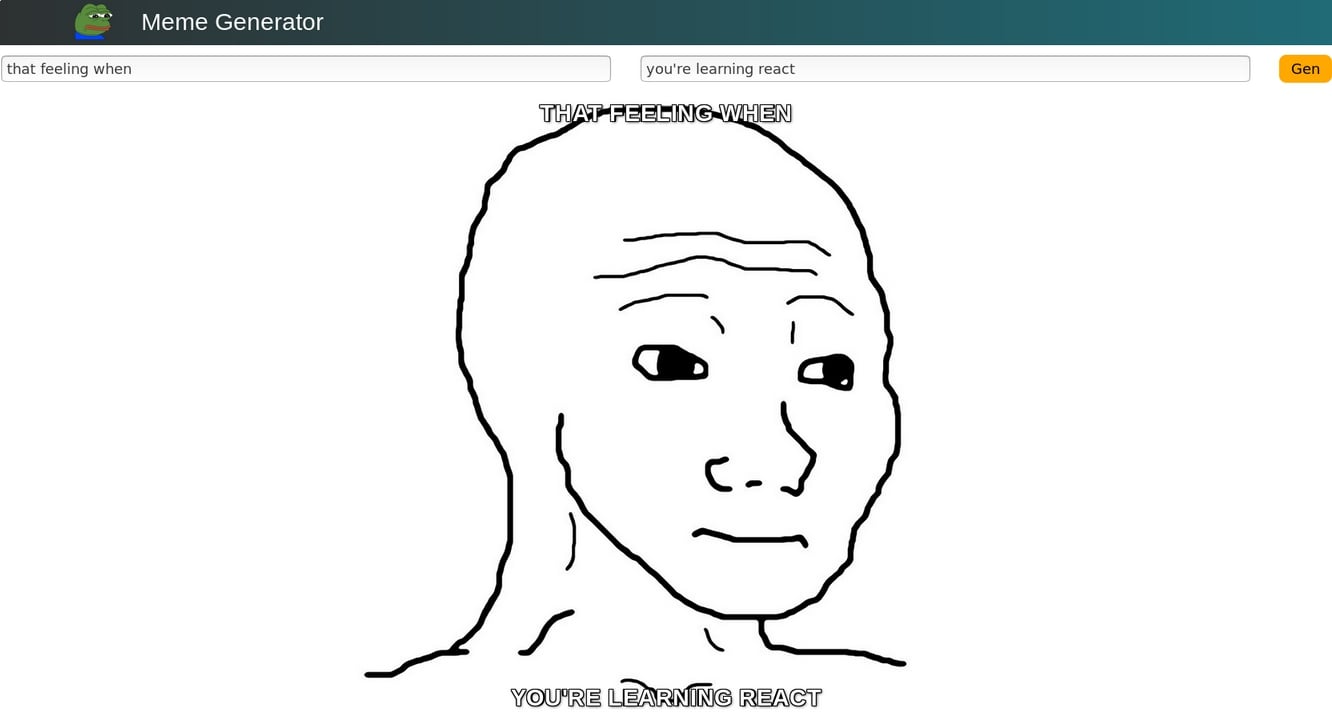 Meme Generator
that feeling when
you're learning react
Gen
THAT FEELING WHEN
YOU'RE LEARNING REACT